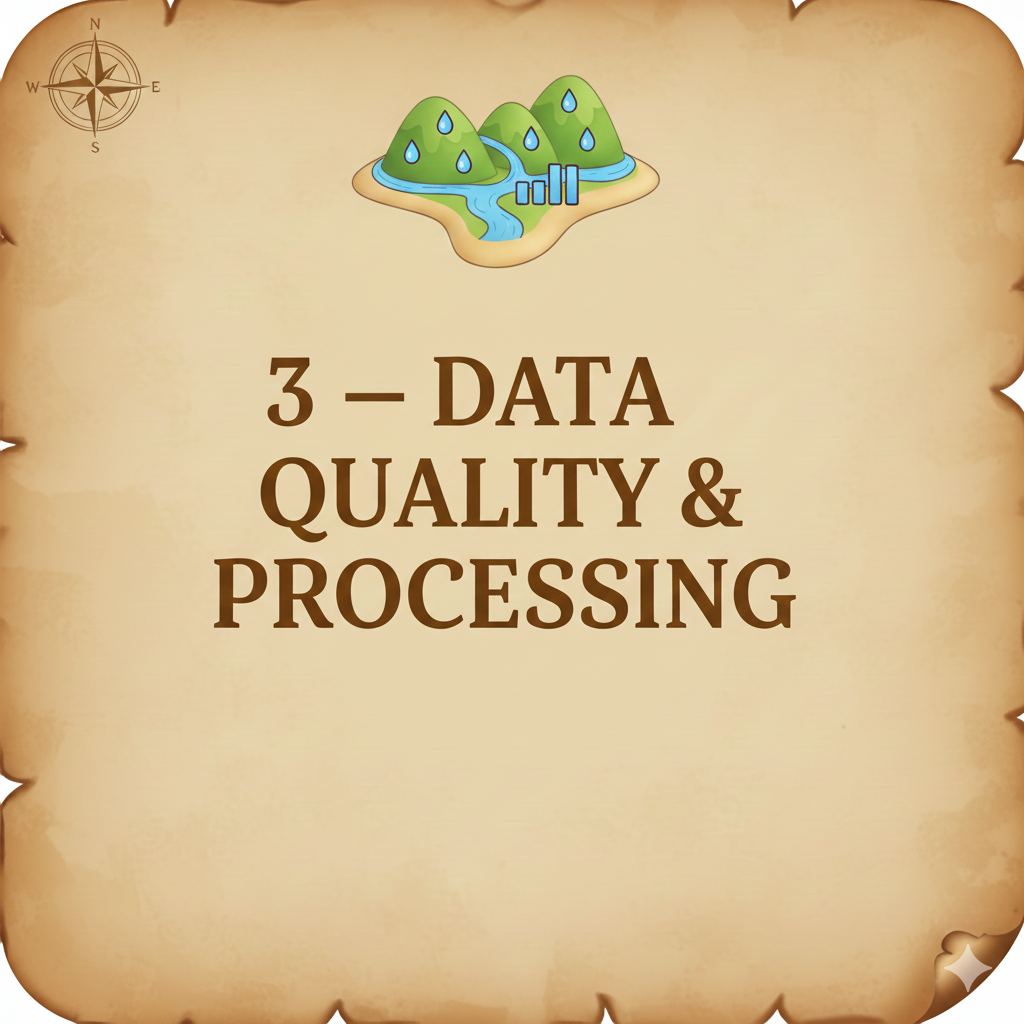 N
W E
S
3 – DATA
QUALITY &
PROCESSING